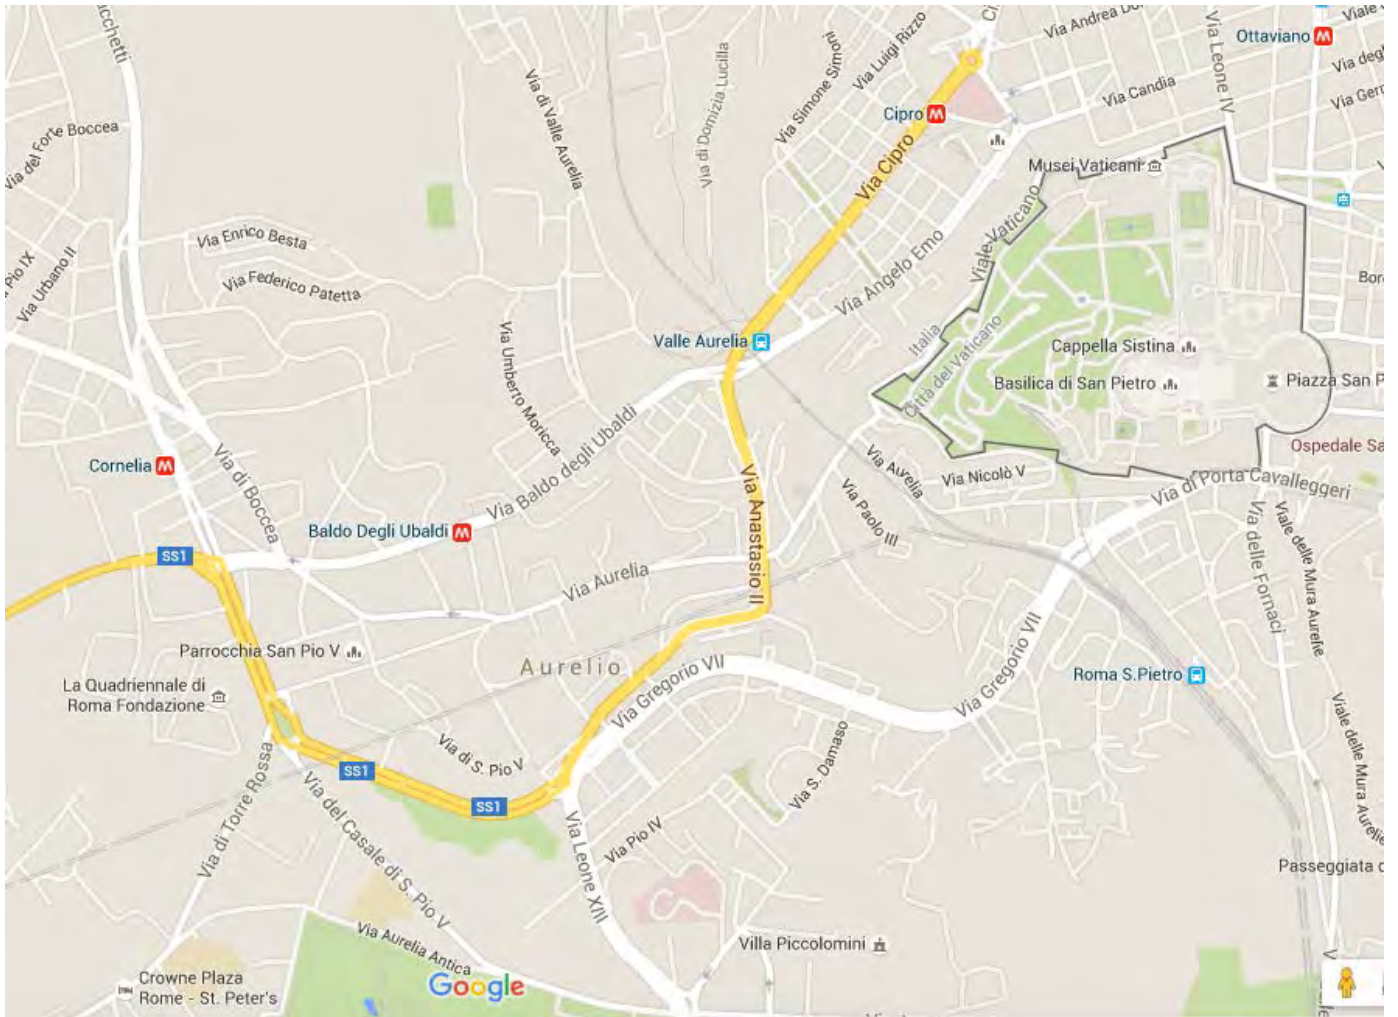 Via Andrea Do
Viale
Ottaviano
Via Leone IV
Via degl
Via Luigi Rizzo
Via Simone Simoni
Via di Domizia Lucilla
Via di Valle Aurelia
Via Candia
Via Ger
Cipro
Via Cipro
ucchetti
Via del Forte Boccea
Musei Vaticani
Viale Vaticano
Via Angelo Emo
Via Enrico Besta
Pio IX
Via Urbano II
Via Federico Patetta
Bor
Valle Aurelia
Italia
Città del Vaticano
Cappella Sistina
Basilica di San Pietro
Piazza San P
Via Umberto Moricca
Via Baldo degli Ubaldi
Ospedale Sa
Cornelia
Via di Boccea
Via Aurelia
Via Nicolò V
Via di Porta Cavalleggeri
Via Anastasio II
Via Paolo III
Baldo Degli Ubaldi
Via delle Fornaci
Viale delle Mura Aurelie
SS1
Via Aurelia
Parrocchia San Pio V
Aurelio
Via Gregorio VII
Via Gregorio VII
Roma S.Pietro
La Quadriennale di
Roma Fondazione
Via di S. Pio V
Via S. Damaso
Viale delle Mura Aurelie
SS1
SS1
Via di Torre Rossa
Via del Casale di S. Pio V
Via Leone XIII
Via Pio IV
Passeggiata d
Via Aurelia Antica
Villa Piccolomini
Crowne Plaza
Rome - St. Peter's
Google